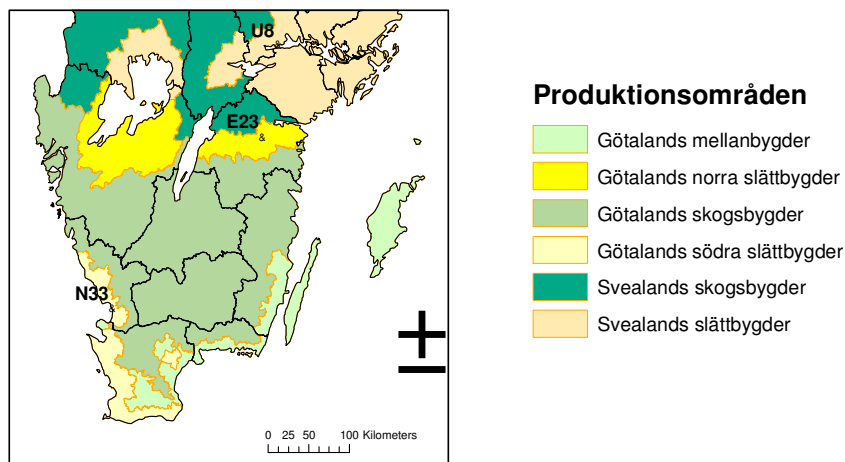 U8
E23
&
N33
&
0 25 50 100 Kilometers
Produktionsområden
Götalands mellanbygder
Götalands norra slättbygder
Götalands skogsbygder
Götalands södra slättbygder
Svealands skogsbygder
Svealands slättbygder